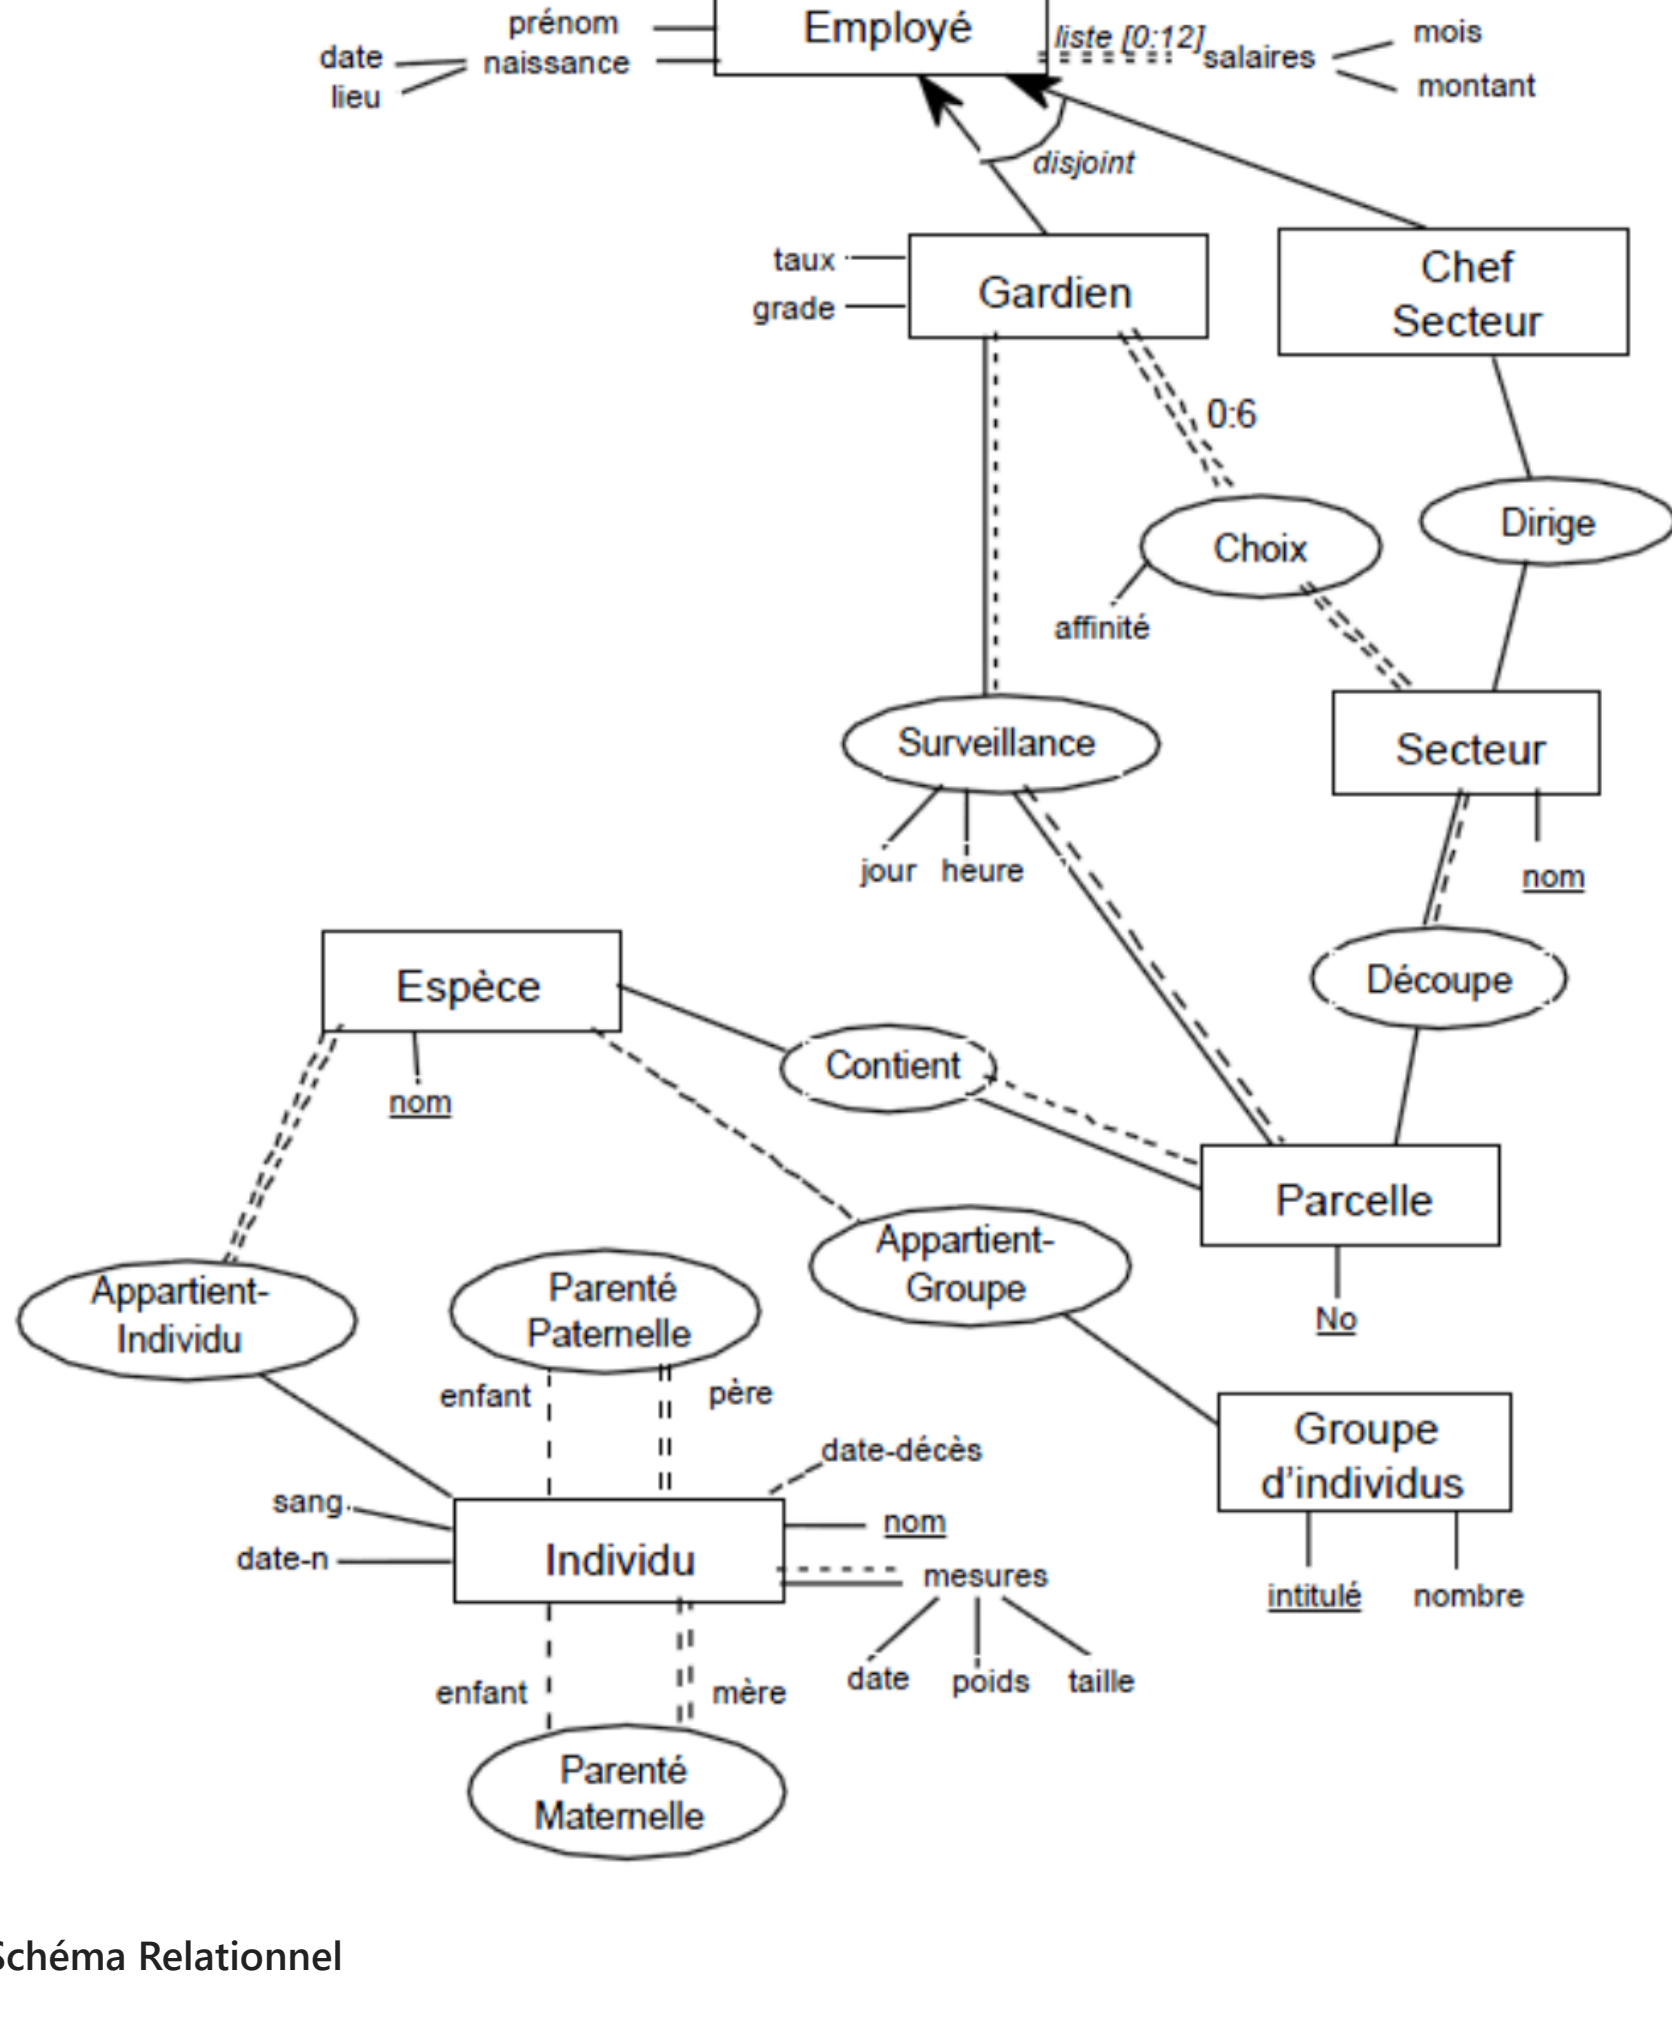 prénom
Employé
liste [0:12]
mois
date
naissance
salaires
lieu
montant
disjoint
taux
Gardien
Chef
Secteur
grade
0:6
Choix
Dirige
affinité
Surveillance
Secteur
jour
heure
nom
Espèce
Découpe
Contient
nom
Parcelle
Appartient-
Groupe
Appartient-
Individu
Parenté
Paternelle
No
enfant
père
Groupe
d'individus
date-décès
sang
nom
date-n
Individu
mesures
intitulé
nombre
date
poids
taille
enfant
mère
Parenté
Maternelle
Schéma Relationnel